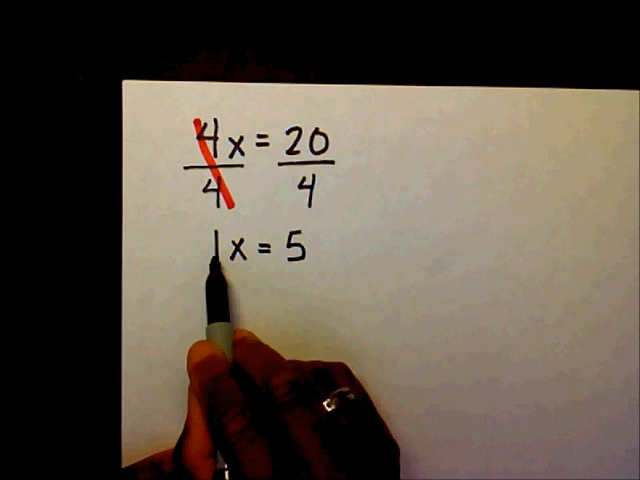 4x = 20
4 4
1x = 5